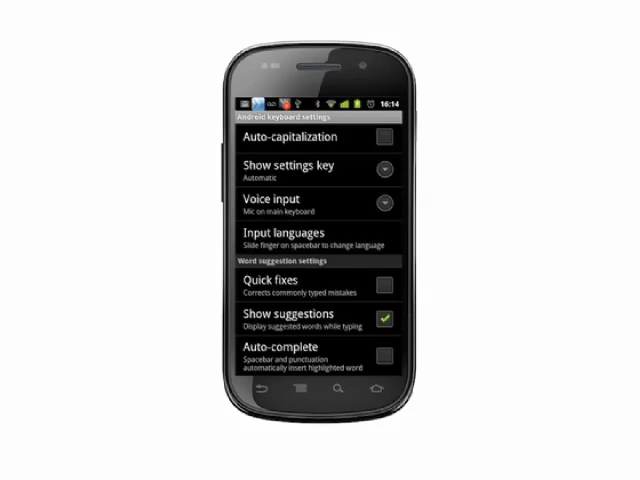 16:14
Android keyboard settings
Auto-capitalization
Show settings key
Automatic
Voice input
Mic on main keyboard
Input languages
Slide finger on spacebar to change language
Word suggestion settings
Quick fixes
Corrects commonly typed mistakes
Show suggestions
Display suggested words while typing
Auto-complete
Spacebar and punctuation
automatically insert highlighted word